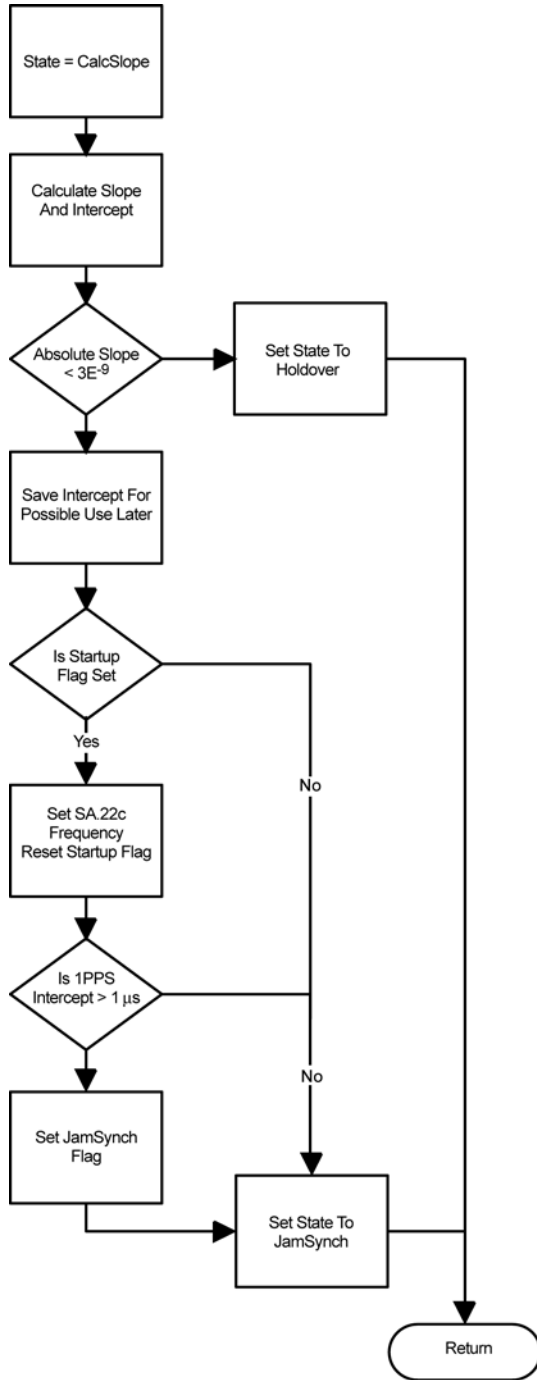 State = CalcSlope
Calculate Slope
And Intercept
Absolute Slope
< 3E-9
Set State To
Holdover
Save Intercept For
Possible Use Later
Is Startup
Flag Set
Yes
No
Set SA.22c
Frequency
Reset Startup Flag
Is 1PPS
Intercept > 1 μs
No
Set JamSynch
Flag
Set State To
JamSynch
Return